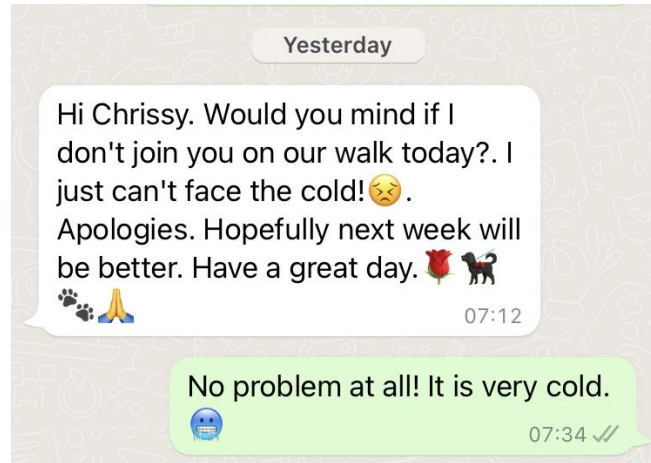 Yesterday
Hi Chrissy. Would you mind if I
don't join you on our walk today?. I
just can't face the cold!😣.
Apologies. Hopefully next week will
be better. Have a great day.🌹🐕‍🦺
🐾🙏
07:12
No problem at all! It is very cold.
🥶
07:34